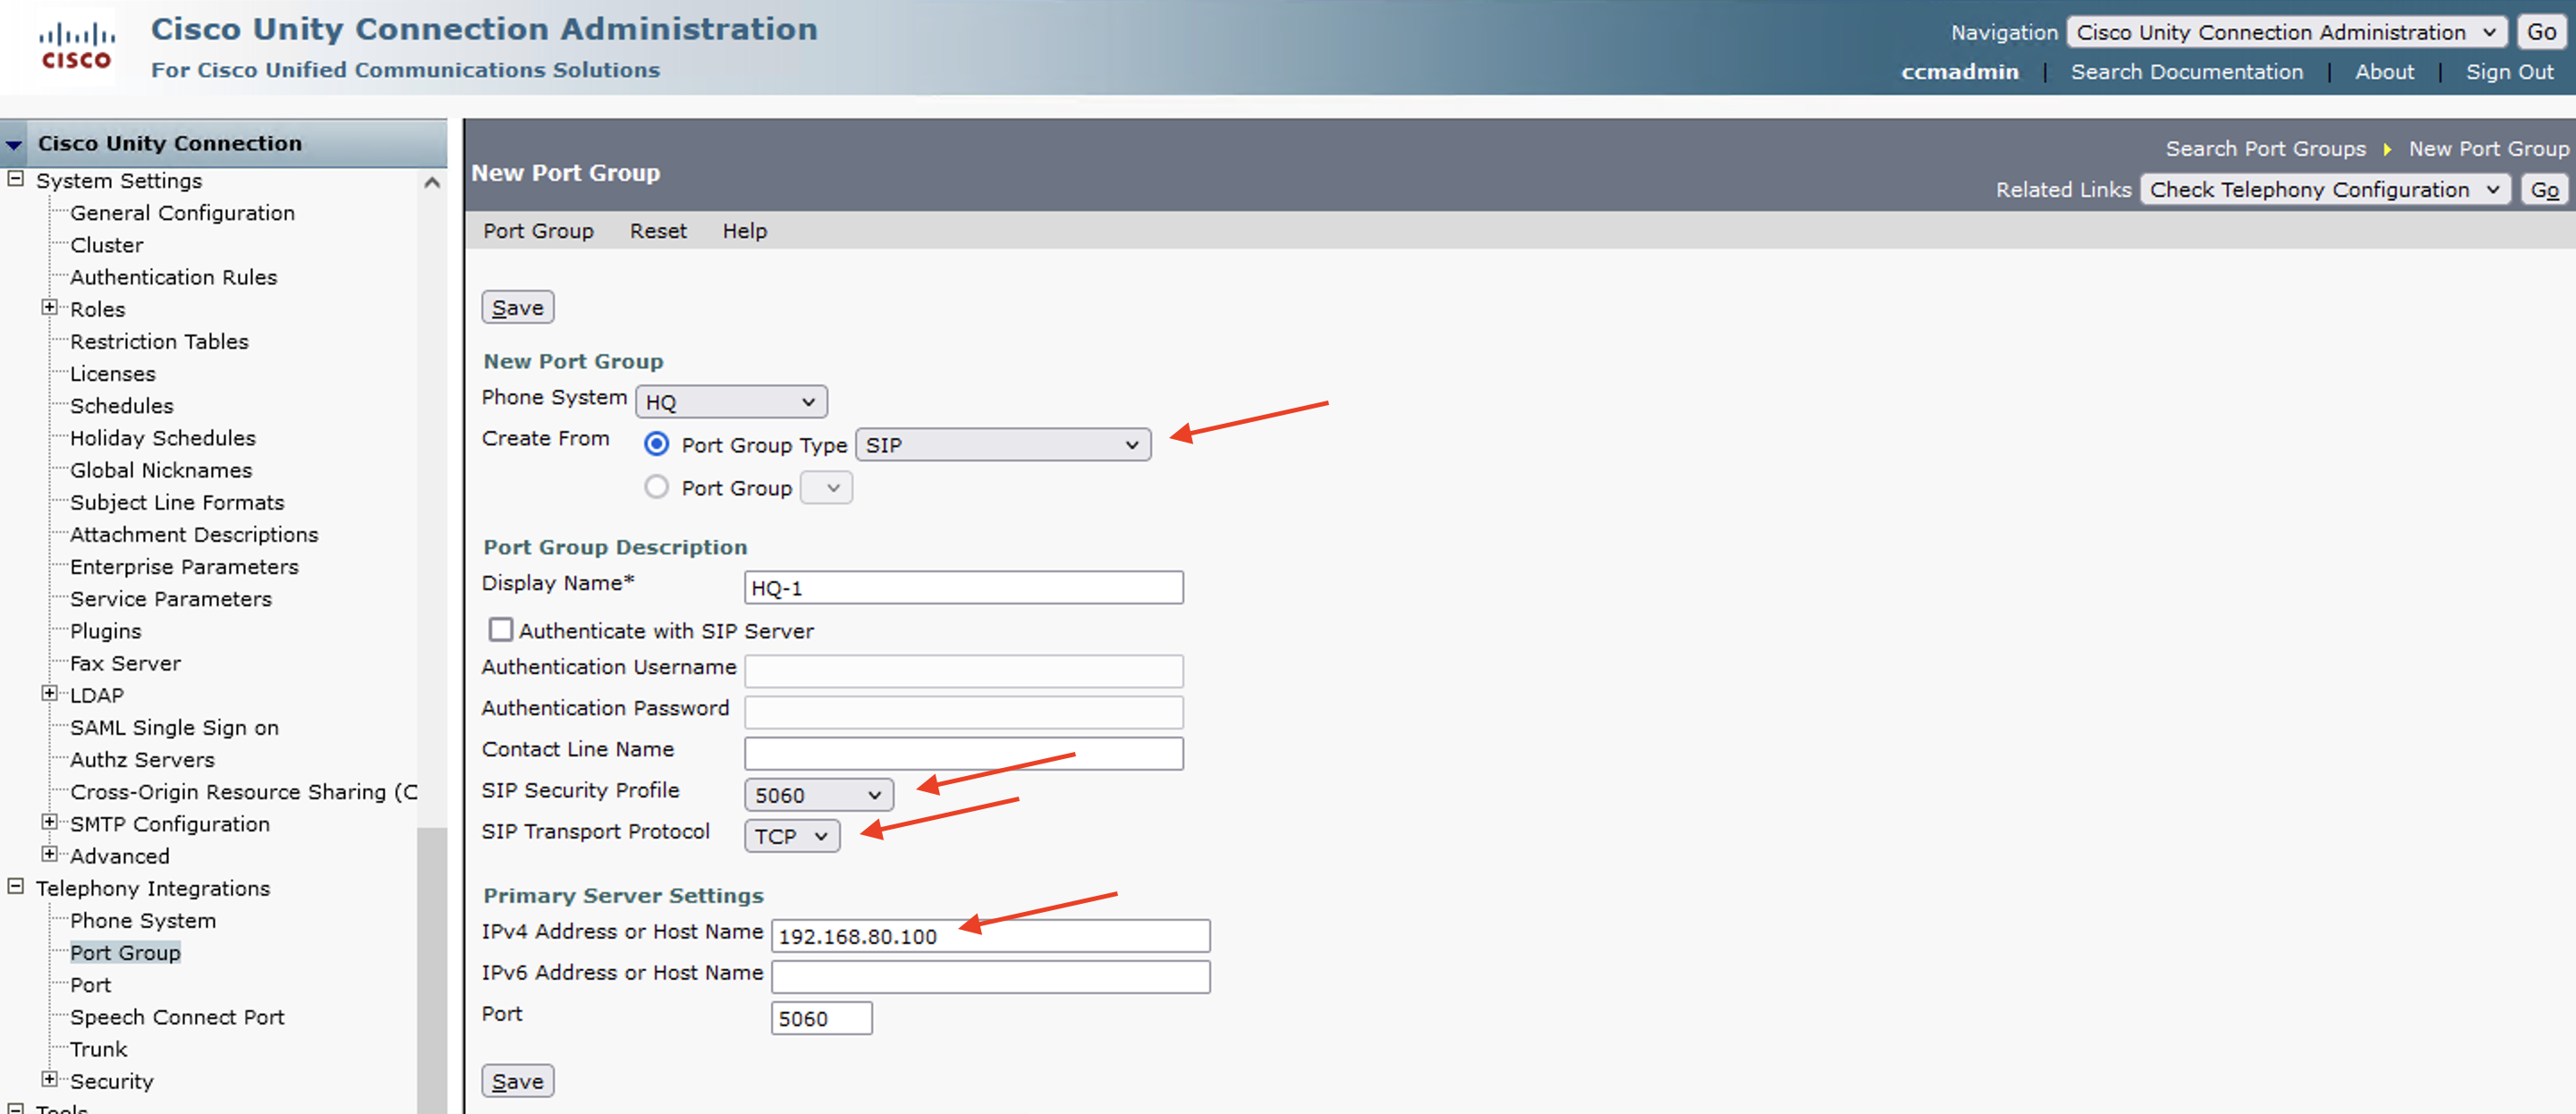 Cisco Unity Connection Administration
For Cisco Unified Communications Solutions
CISCO
Navigation Cisco Unity Connection Administration Go
ccmadmin | Search Documentation | About | Sign Out
Cisco Unity Connection
System Settings
General Configuration
Cluster
Authentication Rules
Roles
Restriction Tables
Licenses
Schedules
Holiday Schedules
Global Nicknames
Subject Line Formats
Attachment Descriptions
Enterprise Parameters
Service Parameters
Plugins
Fax Server
LDAP
SAML Single Sign on
Authz Servers
Cross-Origin Resource Sharing (C
SMTP Configuration
Advanced
Telephony Integrations
Phone System
Port Group
Port
Speech Connect Port
Trunk
Security
Tools
New Port Group
Search Port Groups New Port Group
Related Links Check Telephony Configuration Go
Port Group Reset Help
Save
New Port Group
Phone System HQ
Create From Port Group Type SIP
Port Group
Port Group Description
Display Name* HQ-1
Authenticate with SIP Server
Authentication Username
Authentication Password
Contact Line Name
SIP Security Profile 5060
SIP Transport Protocol TCP
Primary Server Settings
IPv4 Address or Host Name 192.168.80.100
IPv6 Address or Host Name
Port 5060
Save